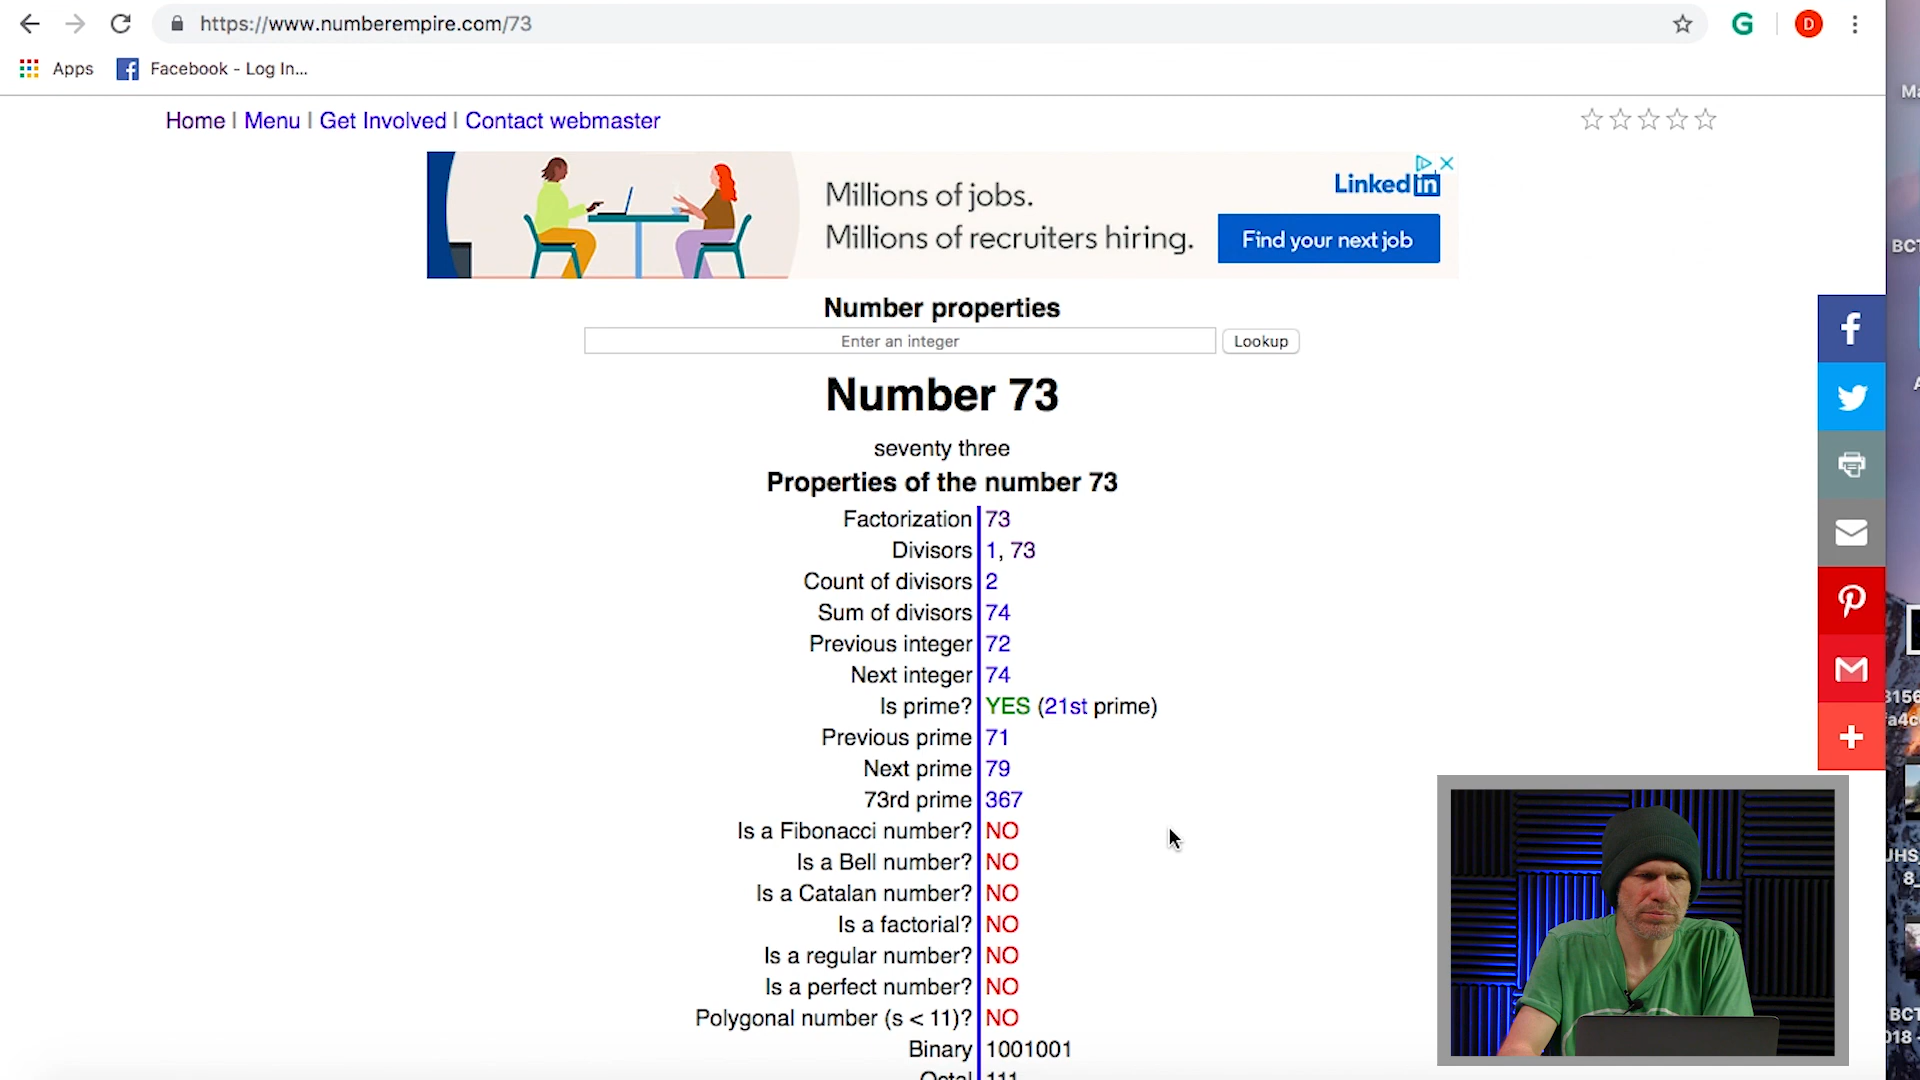 https://www.numberempire.com/73
D
Apps
Facebook - Log In...
Home | Menu | Get Involved | Contact webmaster
Millions of jobs.
Millions of recruiters hiring.
LinkedIn
Find your next job
Number properties
Enter an integer
Lookup
Number 73
seventy three
Properties of the number 73
Factorization 73
Divisors 1, 73
Count of divisors 2
Sum of divisors 74
Previous integer 72
Next integer 74
Is prime? YES (21st prime)
Previous prime 71
Next prime 79
73rd prime 367
Is a Fibonacci number? NO
Is a Bell number? NO
Is a Catalan number? NO
Is a factorial? NO
Is a regular number? NO
Is a perfect number? NO
Polygonal number (s < 11)? NO
Binary 1001001
Octal 111